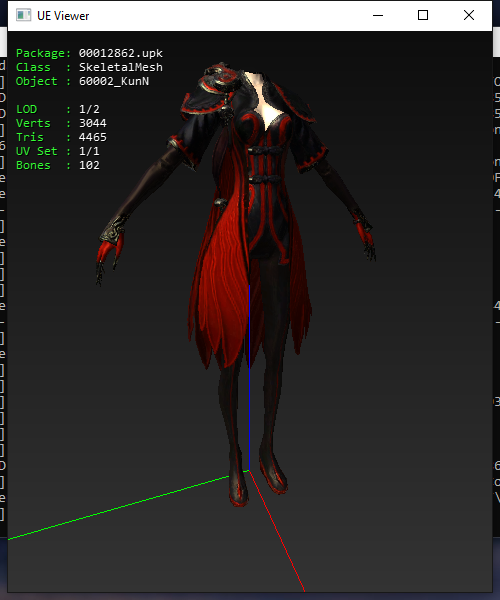 UE Viewer
Package: 00012862.upk
Class : SkeletalMesh
Object : 60002_KunN
LOD : 1/2
Verts : 3044
Tris : 4465
UV Set : 1/1
Bones : 102